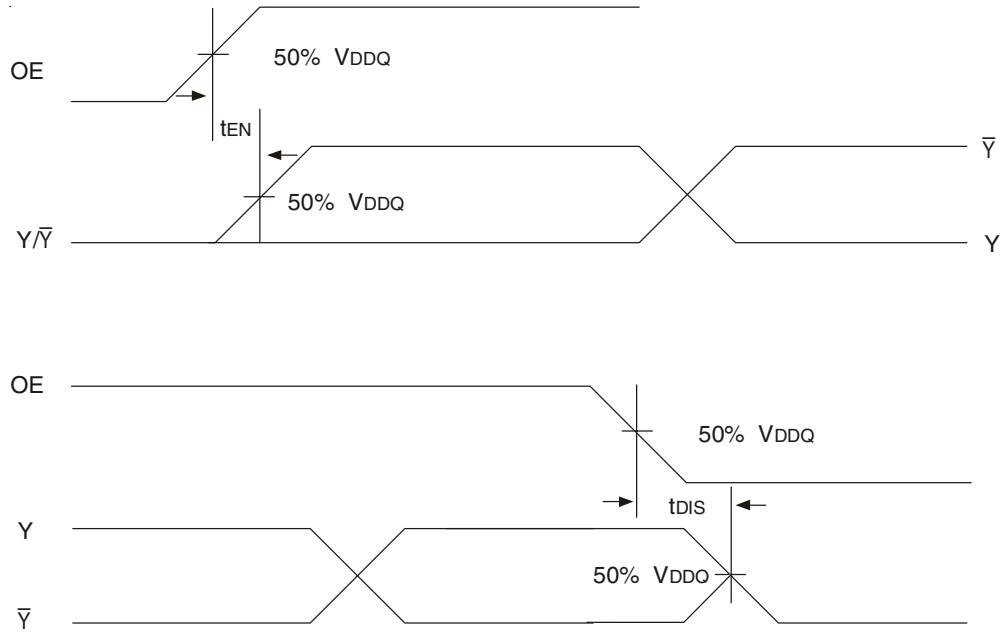 50% VDDQ
OE
tEN
Y̅
50% VDDQ
Y/Y̅
Y
OE
50% VDDQ
tDIS
Y
50% VDDQ
Y̅